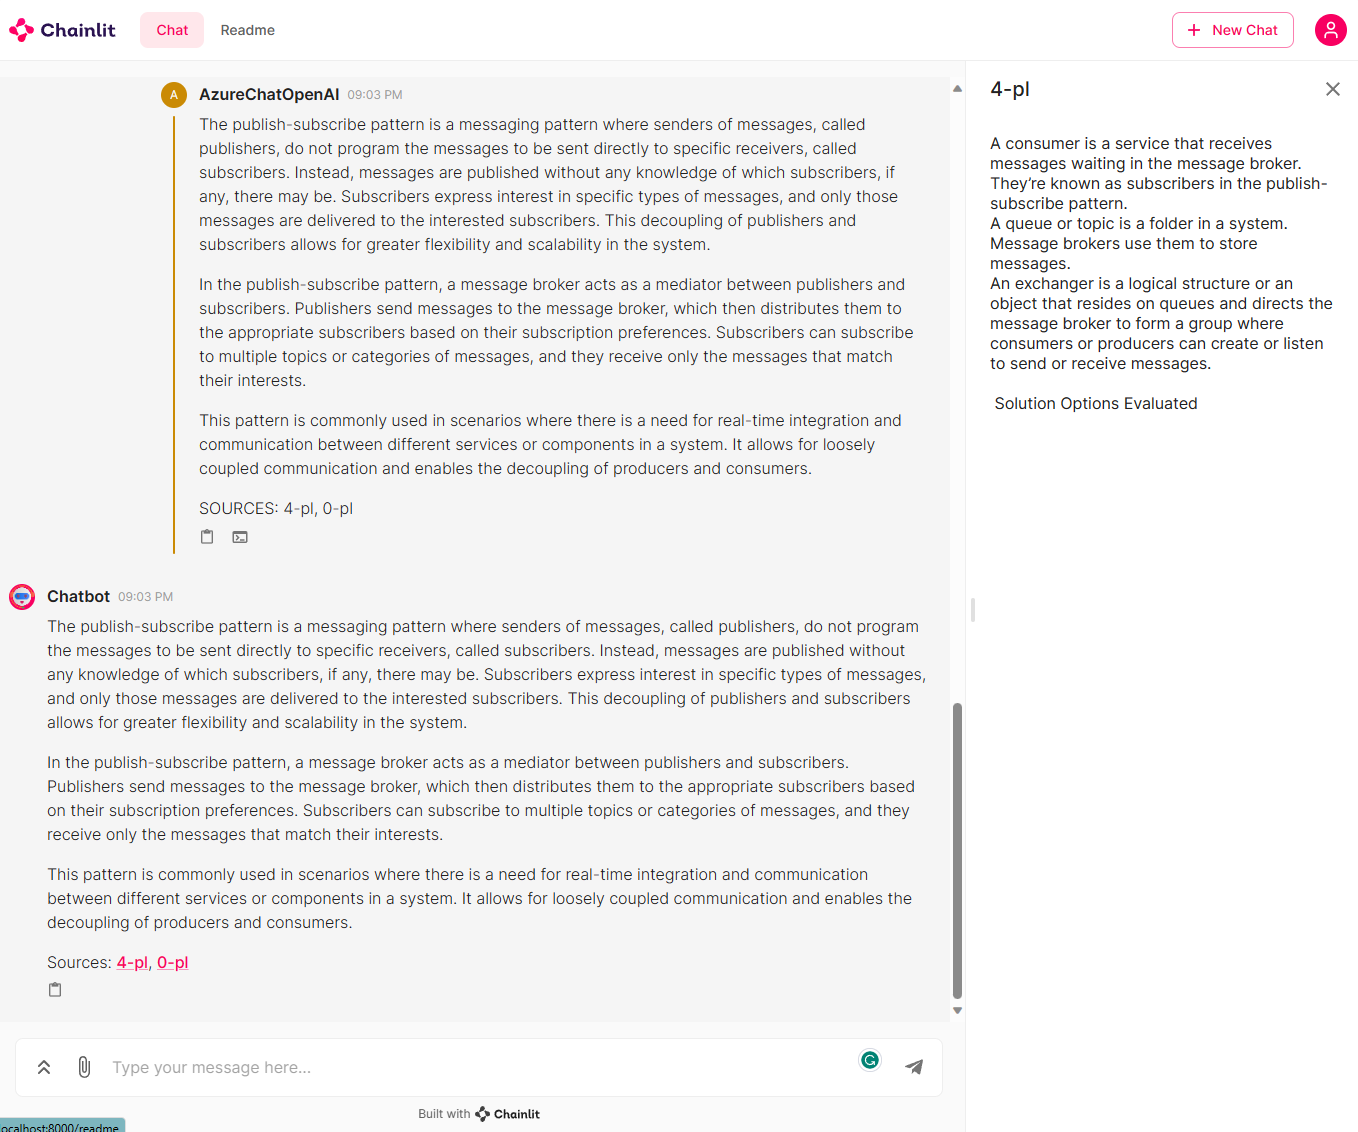 Chainlit
Chat
Readme
New Chat
A
AzureChatOpenAI 09:03 PM
The publish-subscribe pattern is a messaging pattern where senders of messages, called
publishers, do not program the messages to be sent directly to specific receivers, called
subscribers. Instead, messages are published without any knowledge of which subscribers, if
any, there may be. Subscribers express interest in specific types of messages, and only those
messages are delivered to the interested subscribers. This decoupling of publishers and
subscribers allows for greater flexibility and scalability in the system.
In the publish-subscribe pattern, a message broker acts as a mediator between publishers and
subscribers. Publishers send messages to the message broker, which then distributes them to
the appropriate subscribers based on their subscription preferences. Subscribers can subscribe
to multiple topics or categories of messages, and they receive only the messages that match
their interests.
This pattern is commonly used in scenarios where there is a need for real-time integration and
communication between different services or components in a system. It allows for loosely
coupled communication and enables the decoupling of producers and consumers.
SOURCES: 4-pl, 0-pl
Chatbot 09:03 PM
The publish-subscribe pattern is a messaging pattern where senders of messages, called publishers, do not program
the messages to be sent directly to specific receivers, called subscribers. Instead, messages are published without
any knowledge of which subscribers, if any, there may be. Subscribers express interest in specific types of messages,
and only those messages are delivered to the interested subscribers. This decoupling of publishers and subscribers
allows for greater flexibility and scalability in the system.
In the publish-subscribe pattern, a message broker acts as a mediator between publishers and subscribers.
Publishers send messages to the message broker, which then distributes them to the appropriate subscribers based
on their subscription preferences. Subscribers can subscribe to multiple topics or categories of messages, and they
receive only the messages that match their interests.
This pattern is commonly used in scenarios where there is a need for real-time integration and communication
between different services or components in a system. It allows for loosely coupled communication and enables the
decoupling of producers and consumers.
Sources: 4-pl, 0-pl
Type your message here...
Built with Chainlit
ocalhost:8000/readme
4-pl
A consumer is a service that receives
messages waiting in the message broker.
They’re known as subscribers in the publish-
subscribe pattern.
A queue or topic is a folder in a system.
Message brokers use them to store
messages.
An exchanger is a logical structure or an
object that resides on queues and directs the
message broker to form a group where
consumers or producers can create or listen
to send or receive messages.
Solution Options Evaluated